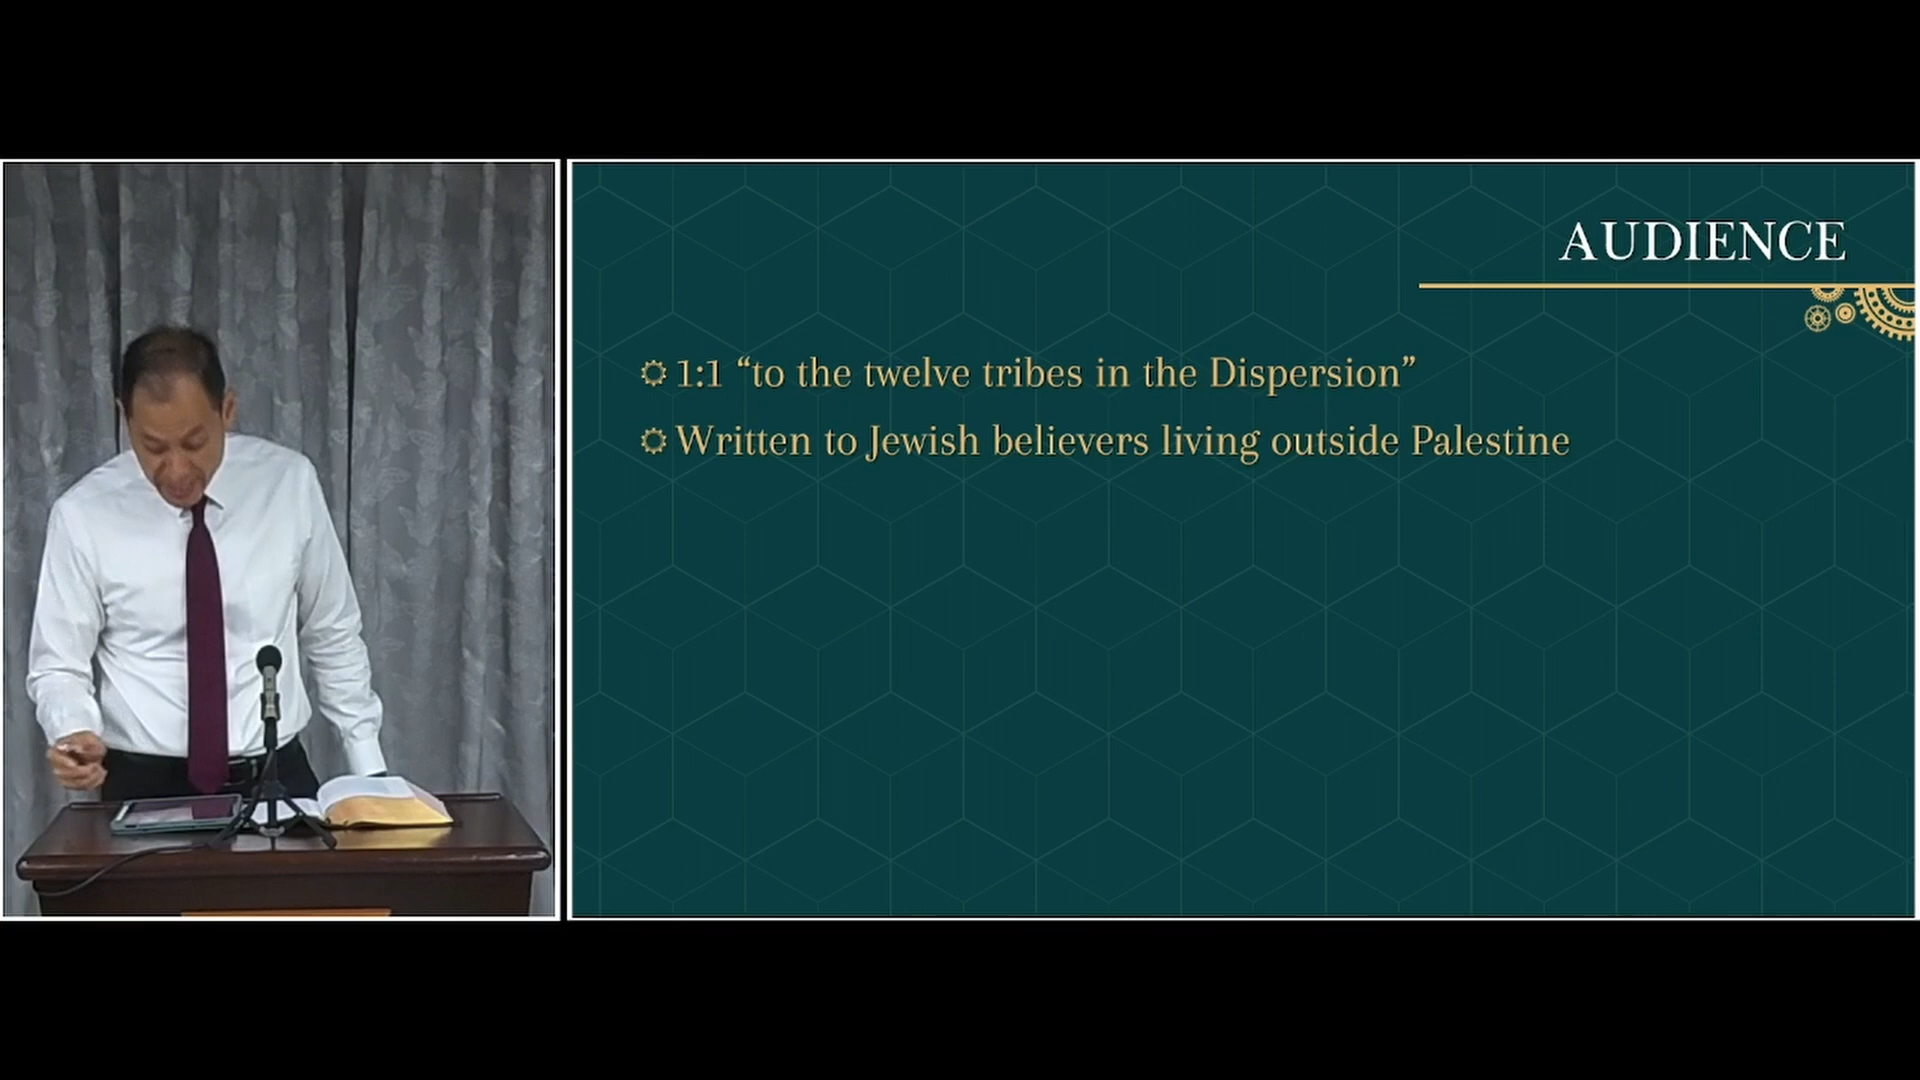 AUDIENCE
1:1 “to the twelve tribes in the Dispersion”
Written to Jewish believers living outside Palestine